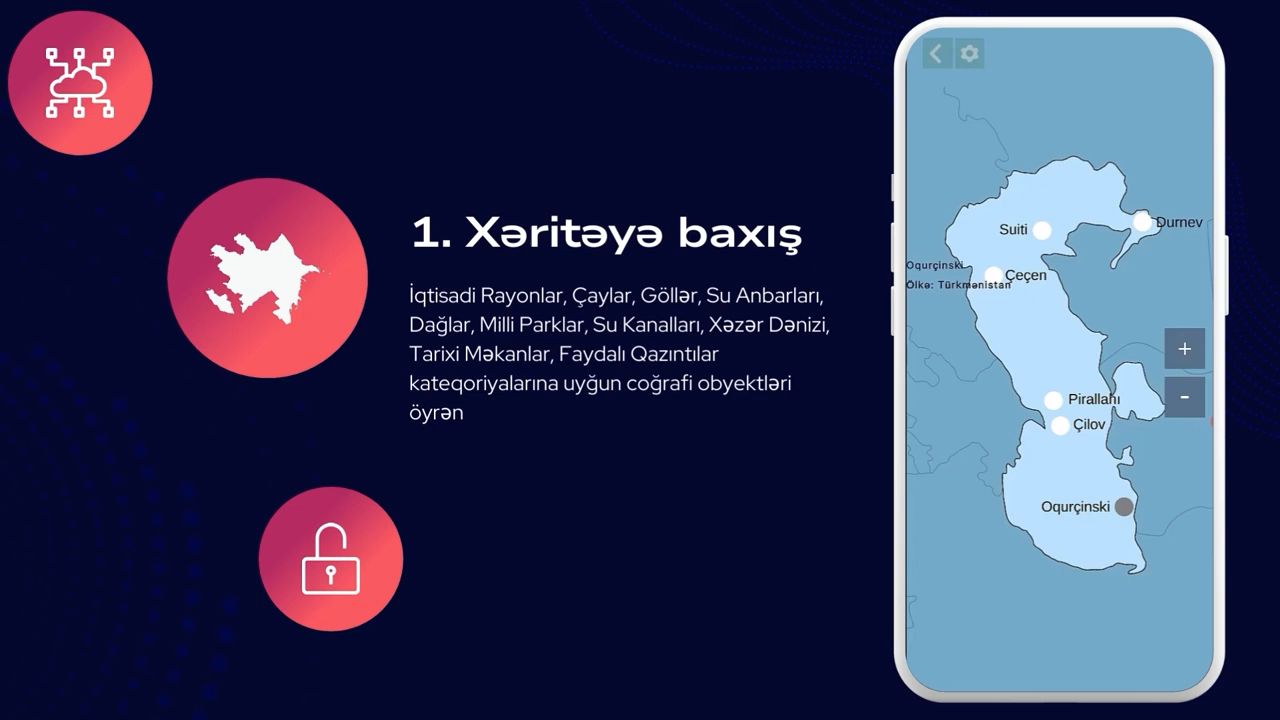 1. Xəritəyə baxış
İqtisadi Rayonlar, Çaylar, Göllər, Su Anbarları,
Dağlar, Milli Parklar, Su Kanalları, Xəzər Dənizi,
Tarixi Məkanlar, Faydalı Qazıntılar
kateqoriyalarına uyğun coğrafi obyektləri
öyrən
Suiti
Durnev
Oqurçinski
Çeçen
Ölkə: Türkmənistan
+
-
Pirallahı
Çilov
Oqurçinski